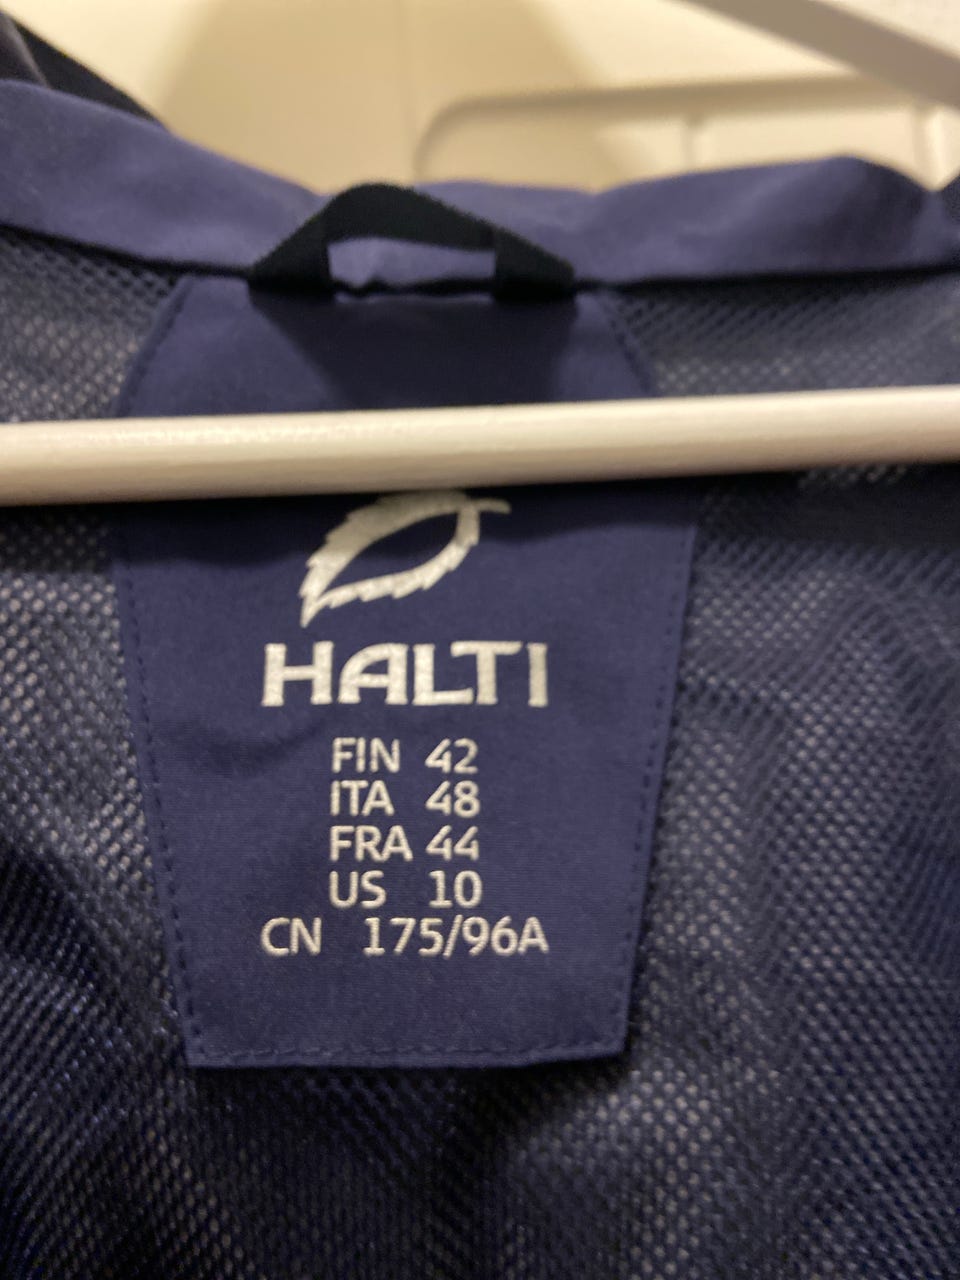 HALTI
FIN 42
ITA 48
FRA 44
US 10
CN 175/96A